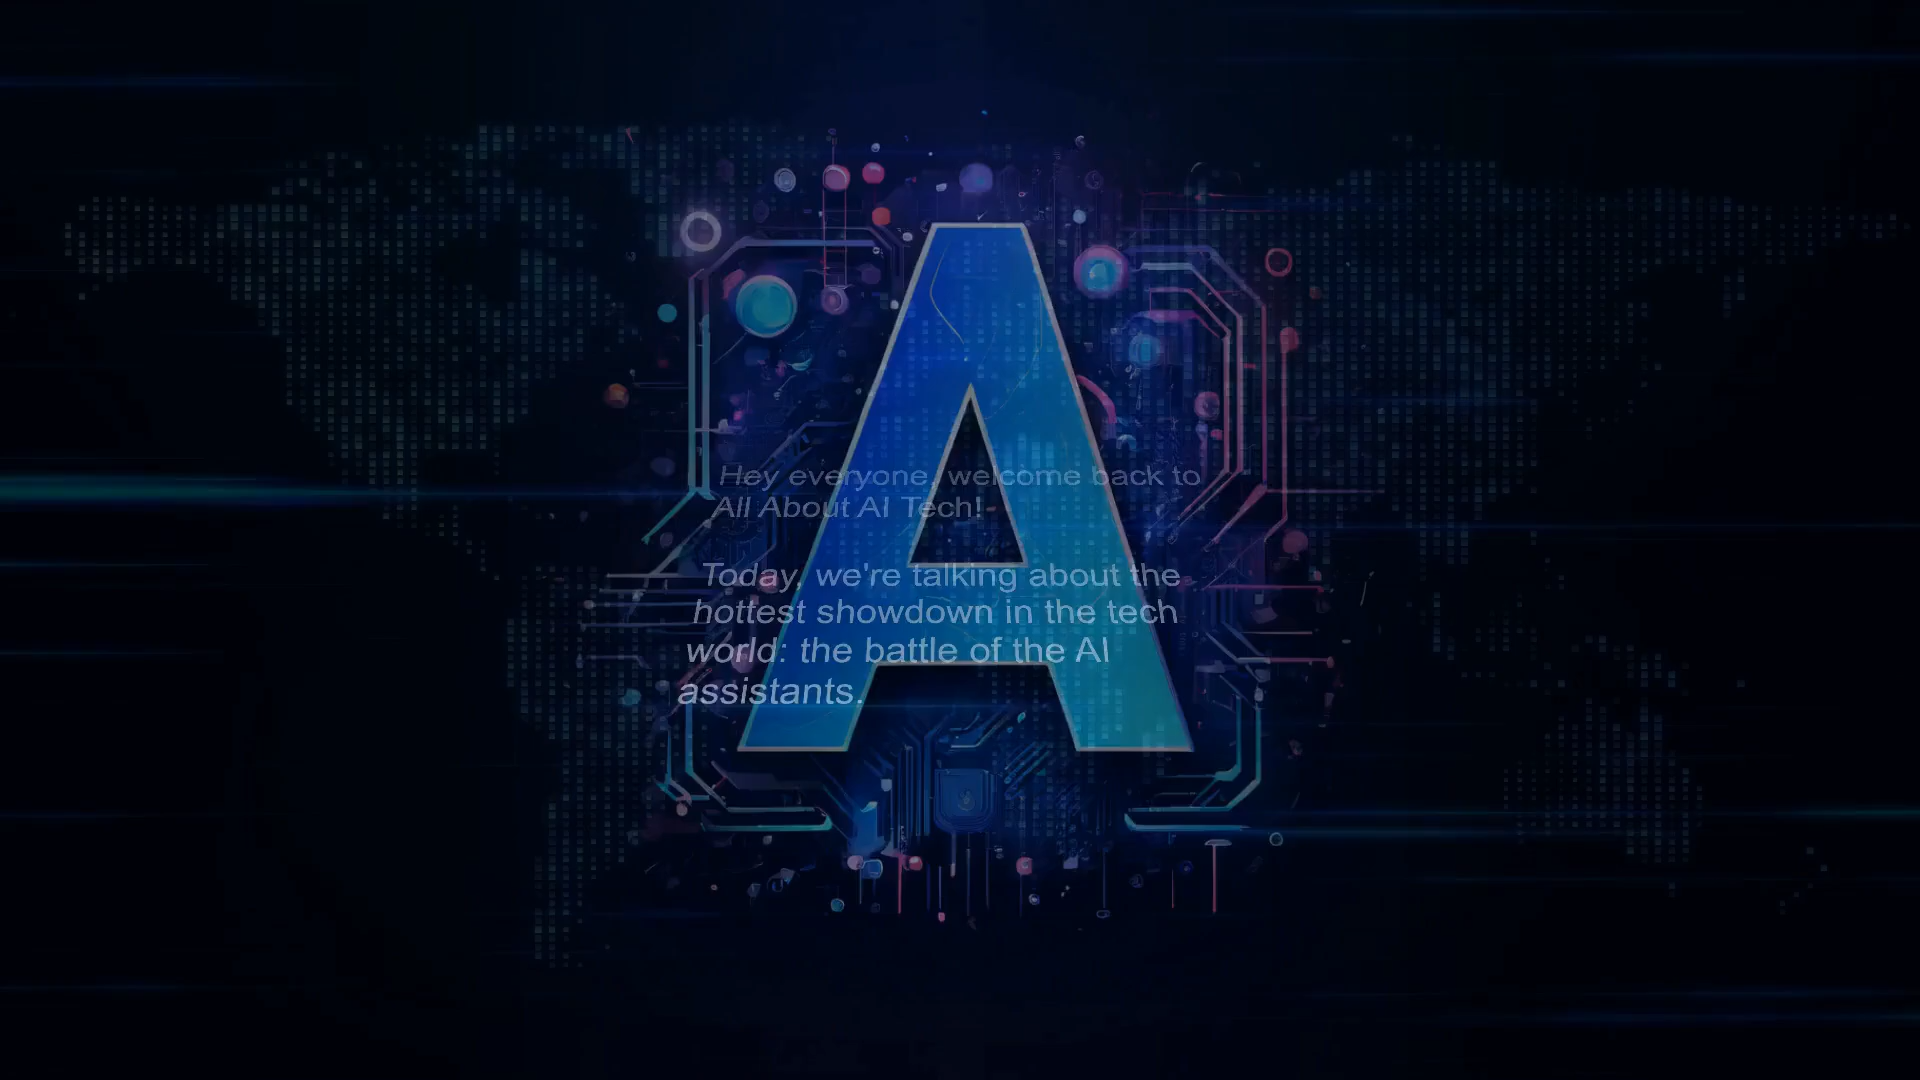 A
Hey everyone, welcome back to
All About AI Tech!
Today, we're talking about the
hottest showdown in the tech
world: the battle of the AI
assistants.